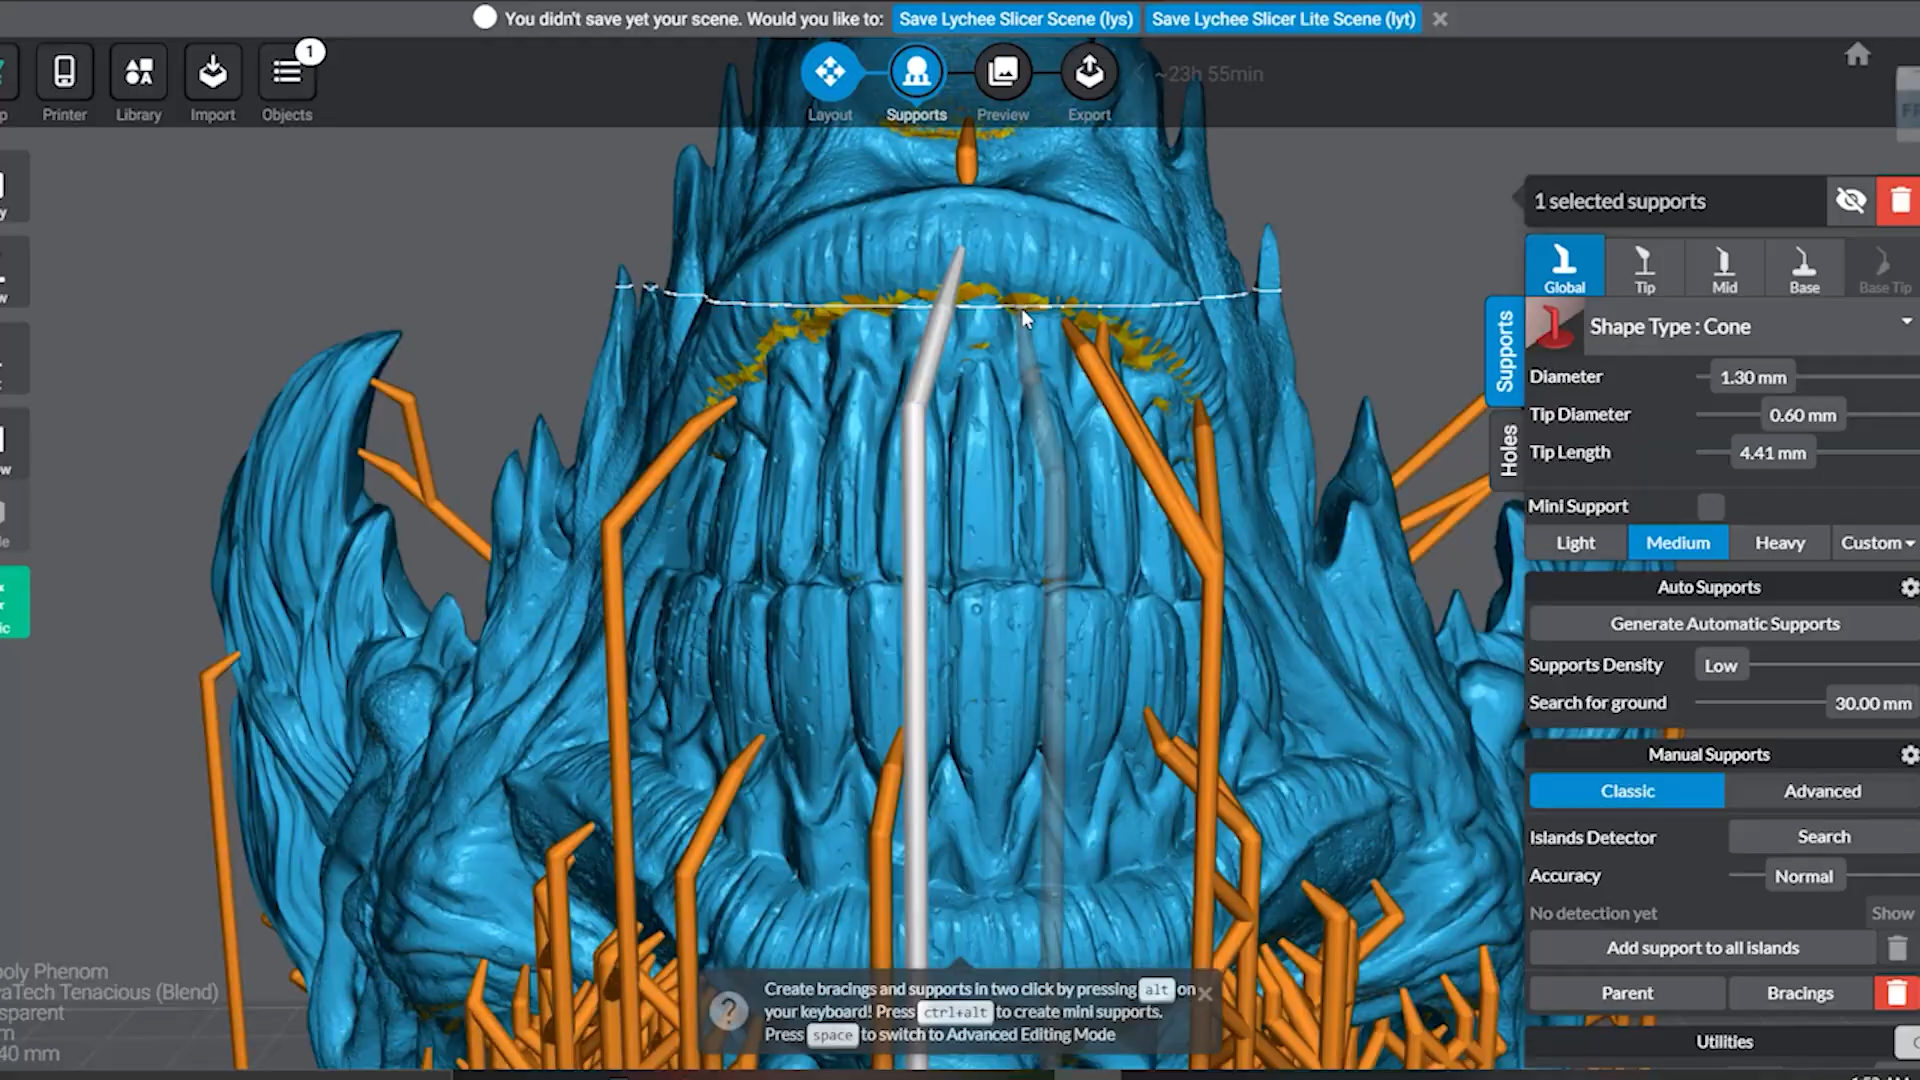 You didn't save yet your scene. Would you like to: Save Lychee Slicer Scene (lys) Save Lychee Slicer Lite Scene (lyt)
1
~23h 55min
Printer Library Import Objects Layout Supports Preview Export
1 selected supports
Global Tip Mid Base Base Tip
Supports
Holes
Shape Type : Cone
Diameter 1.30 mm
Tip Diameter 0.60 mm
Tip Length 4.41 mm
Mini Support
Light Medium Heavy Custom
Auto Supports
Generate Automatic Supports
Supports Density Low
Search for ground 30.00 mm
Manual Supports
Classic Advanced
Islands Detector Search
Accuracy Normal
No detection yet Show
Add support to all islands
Parent Bracings
Utilities
oly Phenom
aTech Tenacious (Blend)
sparent
m
40 mm
? Create bracings and supports in two click by pressing alt on
your keyboard! Press ctrl+alt to create mini supports.
Press space to switch to Advanced Editing Mode